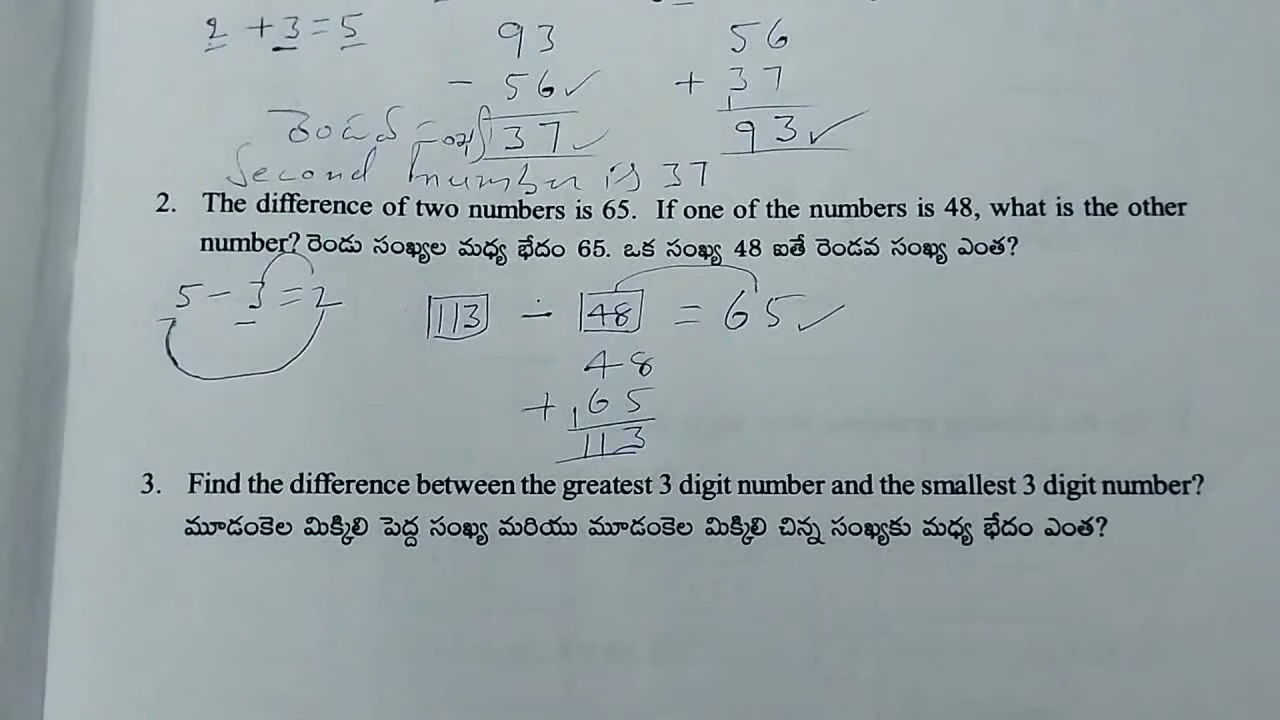 2 + 3 = 5
93
56
- 56 ✓
+ 37
37 ✓
93 ✓
Second number is 37
2. The difference of two numbers is 65. If one of the numbers is 48, what is the other
number? రెండు సంఖ్యల మధ్య భేదం 65. ఒక సంఖ్య 48 ఐతే రెండవ సంఖ్య ఎంత?
5 - 3 = 2
113 - 48 = 65 ✓
48
+ 65
113
3. Find the difference between the greatest 3 digit number and the smallest 3 digit number?
మూడంకెల మిక్కిలి పెద్ద సంఖ్య మరియు మూడంకెల మిక్కిలి చిన్న సంఖ్యకు మధ్య భేదం ఎంత?